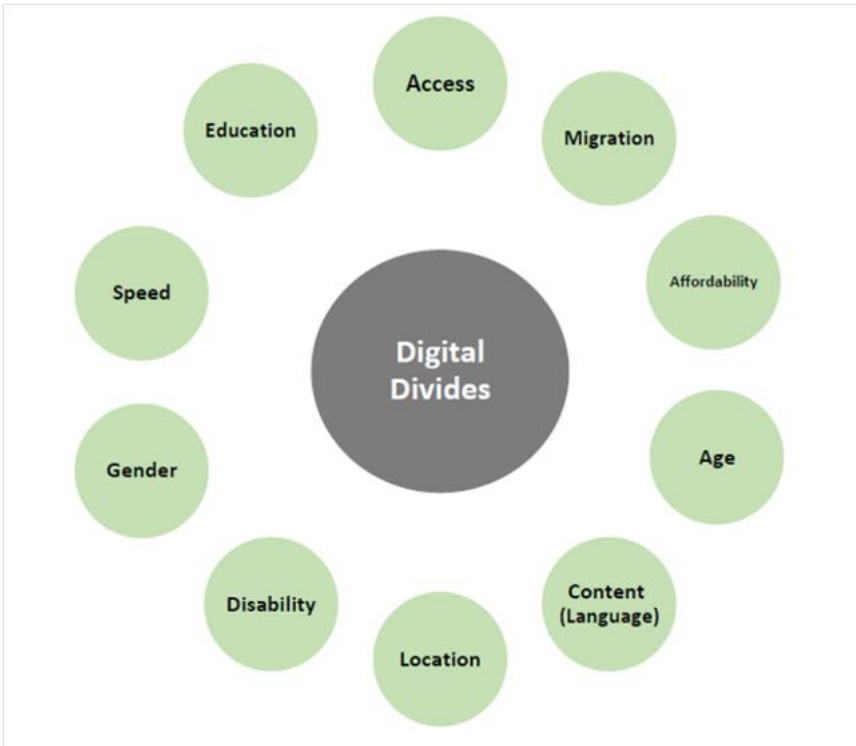 Access
Migration
Affordability
Age
Content
(Language)
Location
Disability
Gender
Speed
Education
Digital
Divides